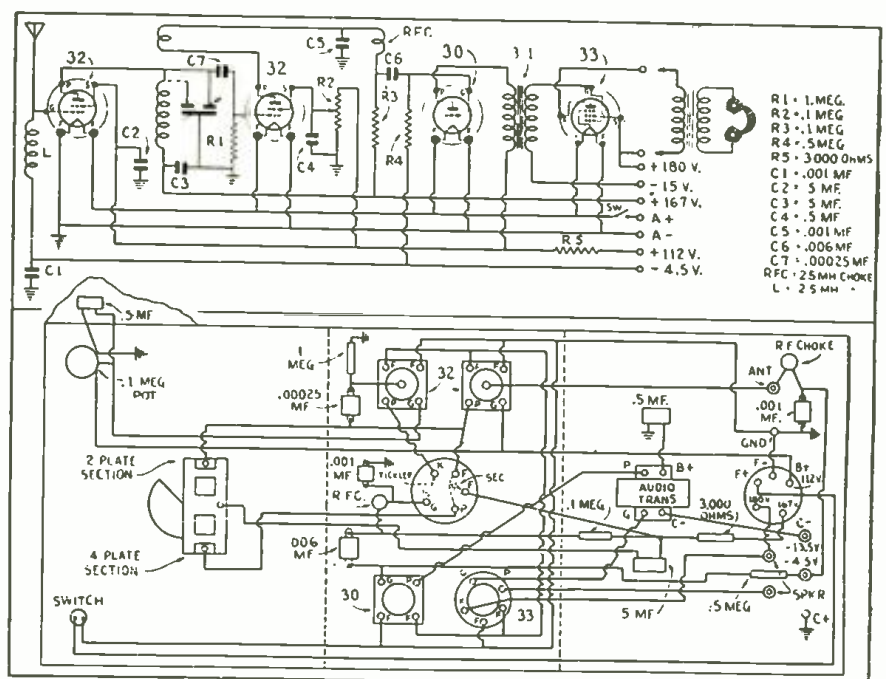 32
C7
C5
RFC
C6
32
R2
30
3:1
33
P
S
G
C2
L
R1
C3
C4
R3
R4
C1
+ 180 V.
- 15 V.
+ 167 V.
SW
A +
A -
R5
+ 112 V
- 4.5 V.
R1 = 1. MEG.
R2 = .1 MEG
R3 = .1 MEG
R4 = .5 MEG
R5 = 3000 OHMS
C1 = .001 MF
C2 = .5 MF.
C3 = .5 MF.
C4 = .5 MF
C5 = .001 MF
C6 = .006 MF
C7 = .00025 MF
RFC = 25 MH CHOKE
L = 2.5 MH "
.5 MF
.1 MEG
POT
1
MEG
.00025
MF
32
F
F
P
G
F
P
G
RF CHOKE
ANT
.001
MF.
GND
.5 MF.
P
B+
AUDIO
TRANS
G
C-
F-
F+
B+
112V
180V
167V
2 PLATE
SECTION
4 PLATE
SECTION
.001
MF
TICKLER
SEC
K
P
F
G
P
R FC
.006
MF
.1 MEG
3,000
OHMS)
C-
-13.5V
-4.5V
SPKR
.5 MEG
5 MF
C+
SWITCH
30
G
P
F
F
33
G
P
K
F
F